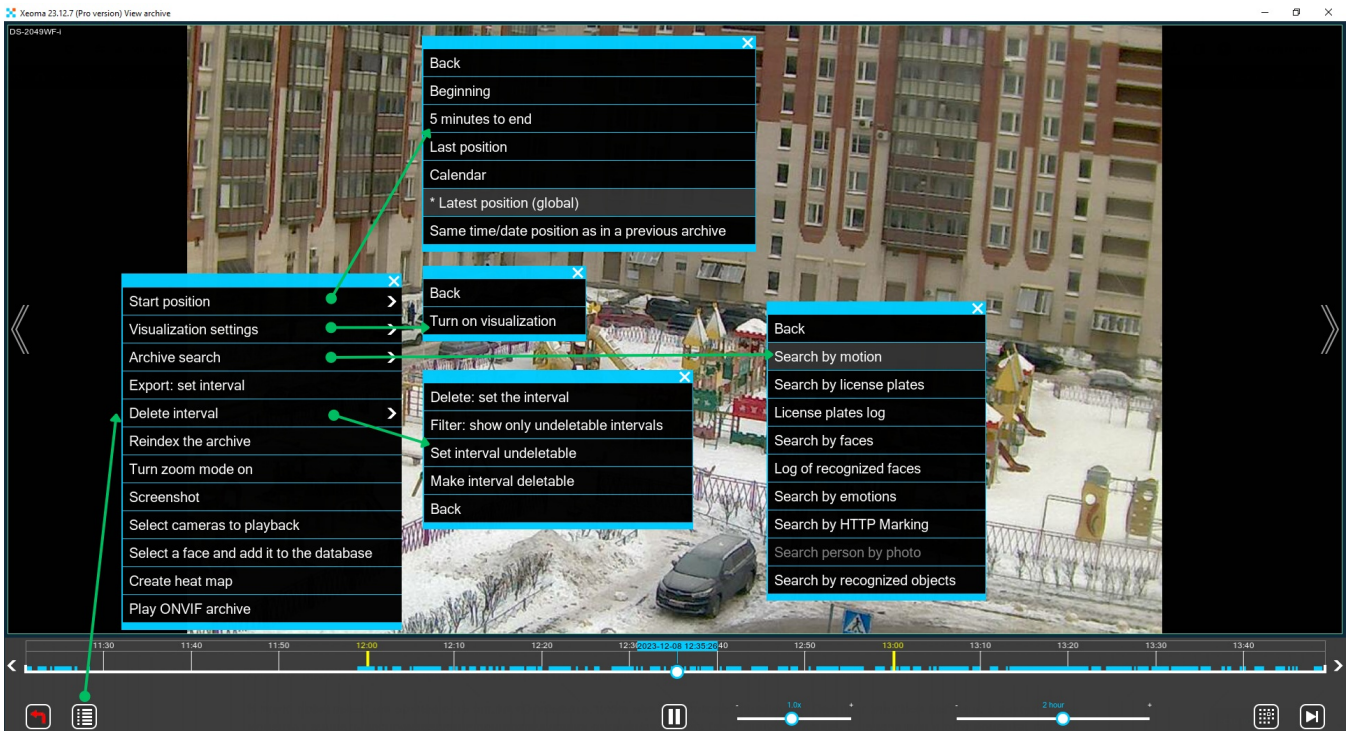 Xeoma 23.12.7 (Pro version) View archive
DS-2049WF-i
Back
Beginning
5 minutes to end
Last position
Calendar
* Latest position (global)
Same time/date position as in a previous archive
Start position
Visualization settings
Archive search
Export: set interval
Delete interval
Reindex the archive
Turn zoom mode on
Screenshot
Select cameras to playback
Select a face and add it to the database
Create heat map
Play ONVIF archive
Back
Turn on visualization
Delete: set the interval
Filter: show only undeletable intervals
Set interval undeletable
Make interval deletable
Back
Back
Search by motion
Search by license plates
License plates log
Search by faces
Log of recognized faces
Search by emotions
Search by HTTP Marking
Search person by photo
Search by recognized objects
11:30 11:40 11:50 12:00 12:10 12:20 12:3 2023-12-08 12:35:26 40 12:50 13:00 13:10 13:20 13:30 13:40
- 1.0x + - 2 hour +